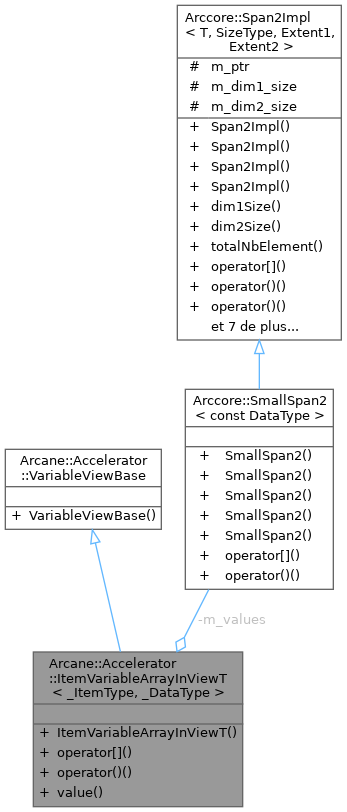 Arccore::Span2Impl
< T, SizeType, Extent1,
Extent2 >
# m_ptr
# m_dim1_size
# m_dim2_size
+ Span2Impl()
+ Span2Impl()
+ Span2Impl()
+ Span2Impl()
+ dim1Size()
+ dim2Size()
+ totalNbElement()
+ operator[]()
+ operator()()
+ operator()()
et 7 de plus...
Arccore::SmallSpan2
< const DataType >
+ SmallSpan2()
+ SmallSpan2()
+ SmallSpan2()
+ SmallSpan2()
+ SmallSpan2()
+ operator[]()
+ operator()()
Arcane::Accelerator
::VariableViewBase
+ VariableViewBase()
-m_values
Arcane::Accelerator
::ItemVariableArrayInViewT
< _ItemType, _DataType >
+ ItemVariableArrayInViewT()
+ operator[]()
+ operator()()
+ value()